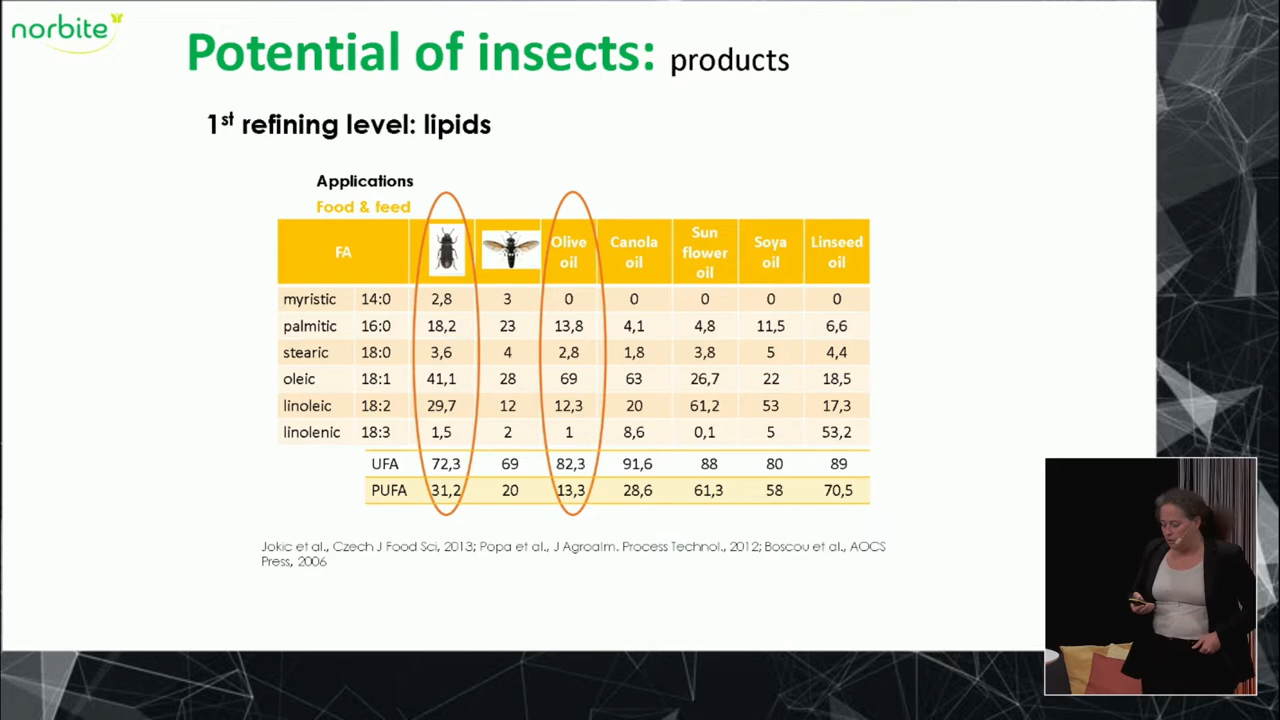 norbite
Potential of insects: products
1st refining level: lipids
Applications
Food & feed
FA Olive oil Canola oil Sun flower oil Soya oil Linseed oil
myristic 14:0 2,8 3 0 0 0 0 0
palmitic 16:0 18,2 23 13,8 4,1 4,8 11,5 6,6
stearic 18:0 3,6 4 2,8 1,8 3,8 5 4,4
oleic 18:1 41,1 28 69 63 26,7 22 18,5
linoleic 18:2 29,7 12 12,3 20 61,2 53 17,3
linolenic 18:3 1,5 2 1 8,6 0,1 5 53,2
UFA 72,3 69 82,3 91,6 88 80 89
PUFA 31,2 20 13,3 28,6 61,3 58 70,5
Jokic et al., Czech J Food Sci, 2013; Popa et al., J Agroalm. Process Technol., 2012; Boscou et al., AOCS
Press, 2006